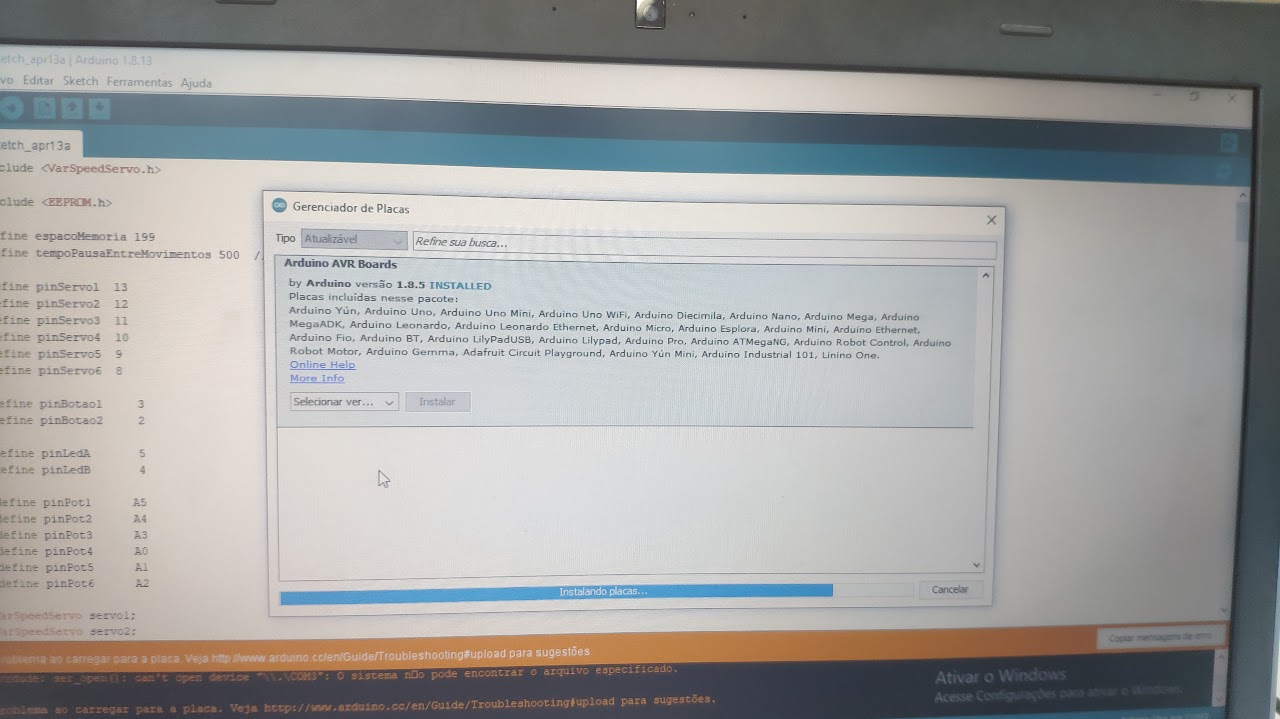 etch_apr13a | Arduino 1.8.13
vo Editar Sketch Ferramentas Ajuda
etch_apr13a
clude <VarSpeedServo.h>
clude <EEPROM.h>
fine espacoMemoria 199
fine tempoPausaEntreMovimentos 500 /
efine pinServo1 13
efine pinServo2 12
efine pinServo3 11
efine pinServo4 10
efine pinServo5 9
efine pinServo6 8
efine pinBotao1 3
efine pinBotao2 2
efine pinLedA 5
efine pinLedB 4
define pinPot1 A5
define pinPot2 A4
define pinPot3 A3
define pinPot4 A0
define pinPot5 A1
define pinPot6 A2
VarSpeedServo servo1;
VarSpeedServo servo2;
Gerenciador de Placas
Tipo Atualizável Refine sua busca...
Arduino AVR Boards
by Arduino versão 1.8.5 INSTALLED
Placas incluídas nesse pacote:
Arduino Yún, Arduino Uno, Arduino Uno Mini, Arduino Uno WiFi, Arduino Diecimila, Arduino Nano, Arduino Mega, Arduino
MegaADK, Arduino Leonardo, Arduino Leonardo Ethernet, Arduino Micro, Arduino Esplora, Arduino Mini, Arduino Ethernet,
Arduino Fio, Arduino BT, Arduino LilyPadUSB, Arduino Lilypad, Arduino Pro, Arduino ATMegaNG, Arduino Robot Control, Arduino
Robot Motor, Arduino Gemma, Adafruit Circuit Playground, Arduino Yún Mini, Arduino Industrial 101, Linino One.
Online Help
More Info
Selecionar ver... Instalar
Instalando placas... Cancelar
roblema ao carregar para a placa. Veja http://www.arduino.cc/en/Guide/Troubleshooting#upload para sugestões.
Copiar mensagens de erro
vrdude: ser_open(): can't open device "\\.\COM3": O sistema não pode encontrar o arquivo especificado.
roblema ao carregar para a placa. Veja http://www.arduino.cc/en/Guide/Troubleshooting#upload para sugestões.
Ativar o Windows
Acesse Configurações para ativar o Windows.